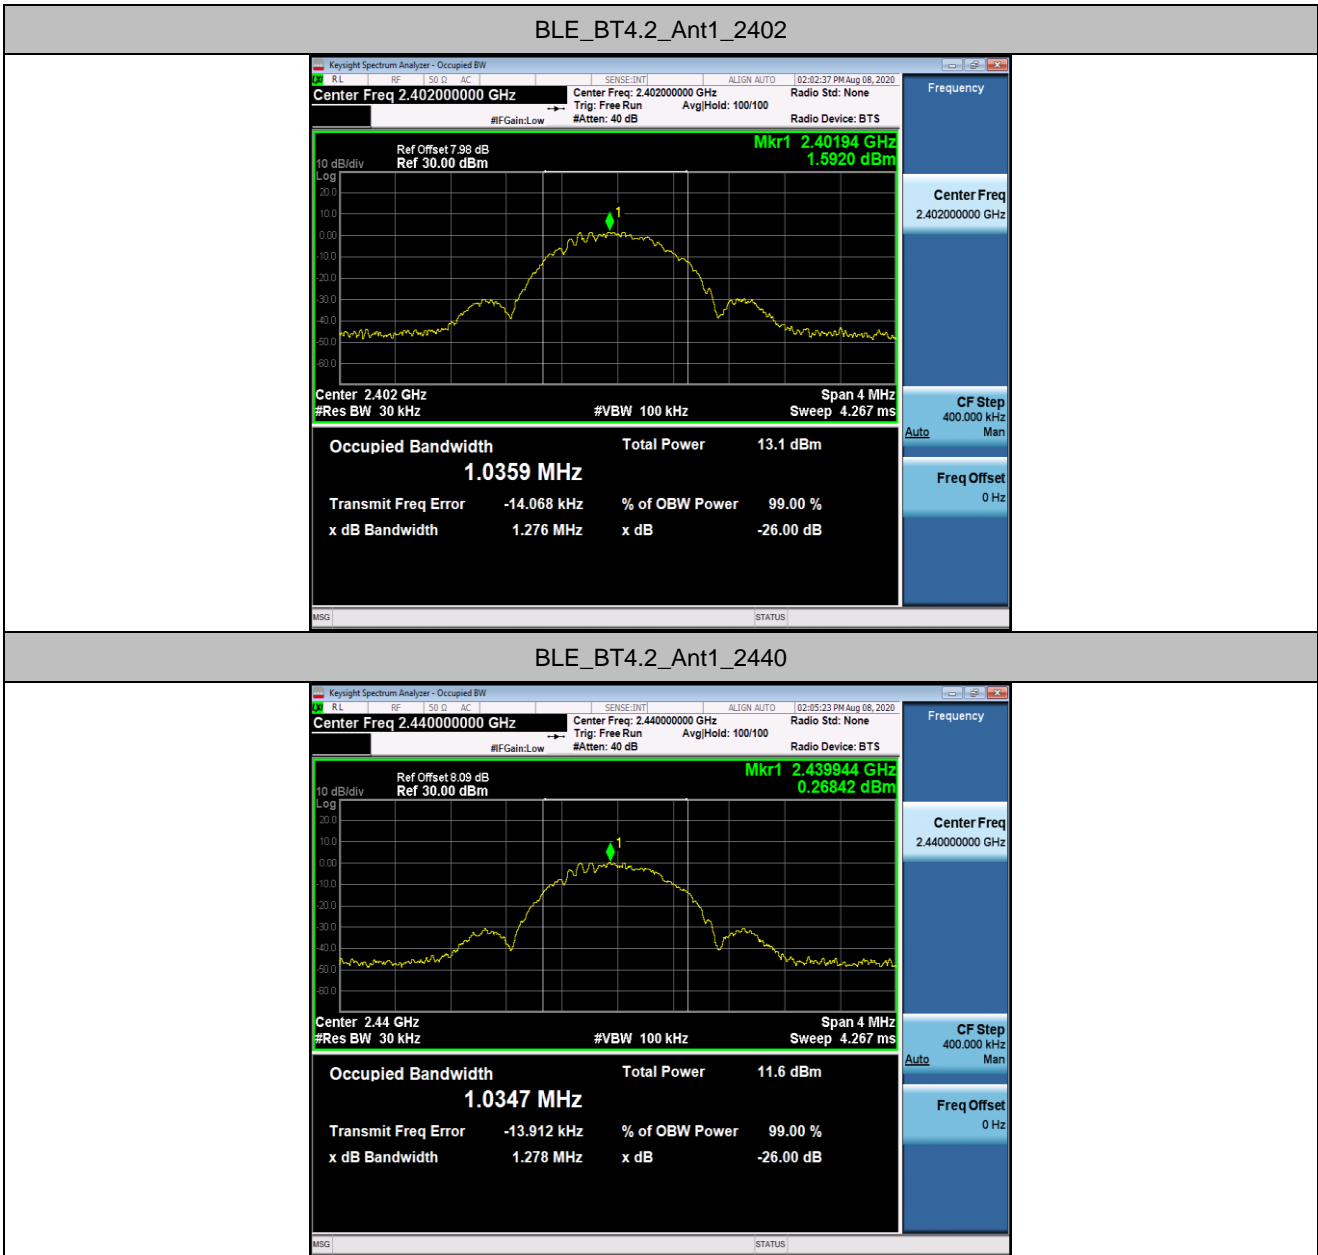 BLE_BT4.2_Ant1_2402
Keysight Spectrum Analyzer - Occupied BW
RL RF 50 Ω AC SENSE:INT ALIGN AUTO 02:02:37 PM Aug 08, 2020
Center Freq 2.402000000 GHz
Center Freq: 2.402000000 GHz
Radio Std: None
Trig: Free Run Avg|Hold: 100/100
#IFGain:Low #Atten: 40 dB Radio Device: BTS
Frequency
Ref Offset 7.98 dB
Mkr1 2.40194 GHz
10 dB/div Ref 30.00 dBm
1.5920 dBm
Log
20.0
10.0
0.00
-10.0
-20.0
-30.0
-40.0
-50.0
-60.0
1
Center 2.402 GHz Span 4 MHz
#Res BW 30 kHz #VBW 100 kHz Sweep 4.267 ms
Center Freq
2.402000000 GHz
CF Step
400.000 kHz
Auto Man
Freq Offset
0 Hz
Occupied Bandwidth Total Power 13.1 dBm
1.0359 MHz
Transmit Freq Error -14.068 kHz % of OBW Power 99.00 %
x dB Bandwidth 1.276 MHz x dB -26.00 dB
MSG STATUS
BLE_BT4.2_Ant1_2440
Keysight Spectrum Analyzer - Occupied BW
RL RF 50 Ω AC SENSE:INT ALIGN AUTO 02:05:23 PM Aug 08, 2020
Center Freq 2.440000000 GHz
Center Freq: 2.440000000 GHz
Radio Std: None
Trig: Free Run Avg|Hold: 100/100
#IFGain:Low #Atten: 40 dB Radio Device: BTS
Frequency
Ref Offset 8.09 dB
Mkr1 2.439944 GHz
10 dB/div Ref 30.00 dBm
0.26842 dBm
Log
20.0
10.0
0.00
-10.0
-20.0
-30.0
-40.0
-50.0
-60.0
1
Center 2.44 GHz Span 4 MHz
#Res BW 30 kHz #VBW 100 kHz Sweep 4.267 ms
Center Freq
2.440000000 GHz
CF Step
400.000 kHz
Auto Man
Freq Offset
0 Hz
Occupied Bandwidth Total Power 11.6 dBm
1.0347 MHz
Transmit Freq Error -13.912 kHz % of OBW Power 99.00 %
x dB Bandwidth 1.278 MHz x dB -26.00 dB
MSG STATUS